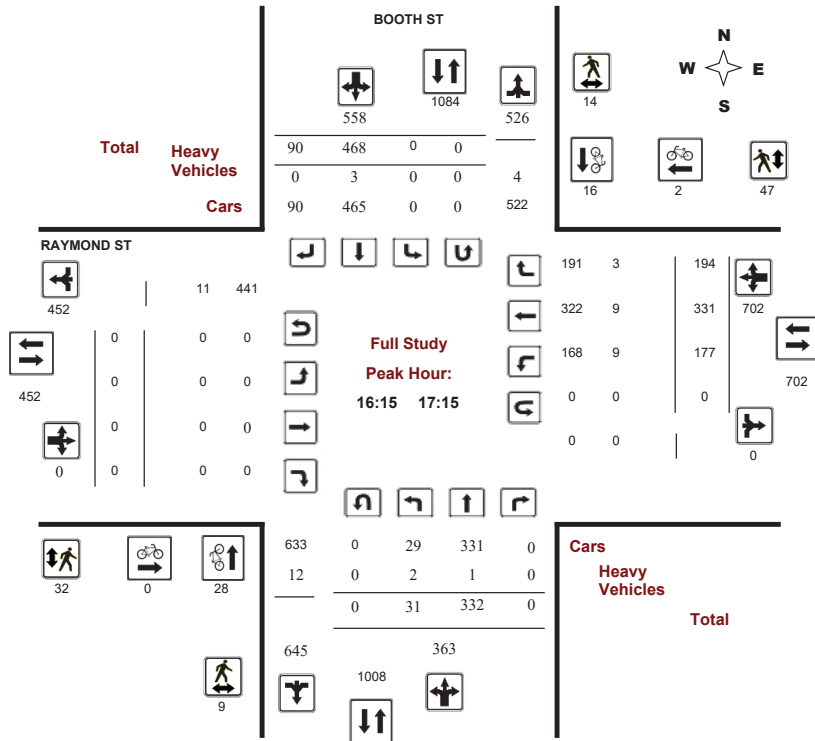 BOOTH ST
N
W E
S
1084
14
558 526
Total Heavy Vehicles
90 468 0 0
0 3 0 0 4
16 2 47
Cars 90 465 0 0 522
RAYMOND ST
191 3 194
452 11 441
322 9 331 702
0 0 0
Full Study
168 9 177
452 702
0 0 0
Peak Hour:
0 0 0
16:15 17:15
0 0 0 0
0 0 0
0 0 0 0
633 0 29 331 0 Cars
12 0 2 1 0 Heavy Vehicles
32 0 28
0 31 332 0 Total
645 363
1008
9